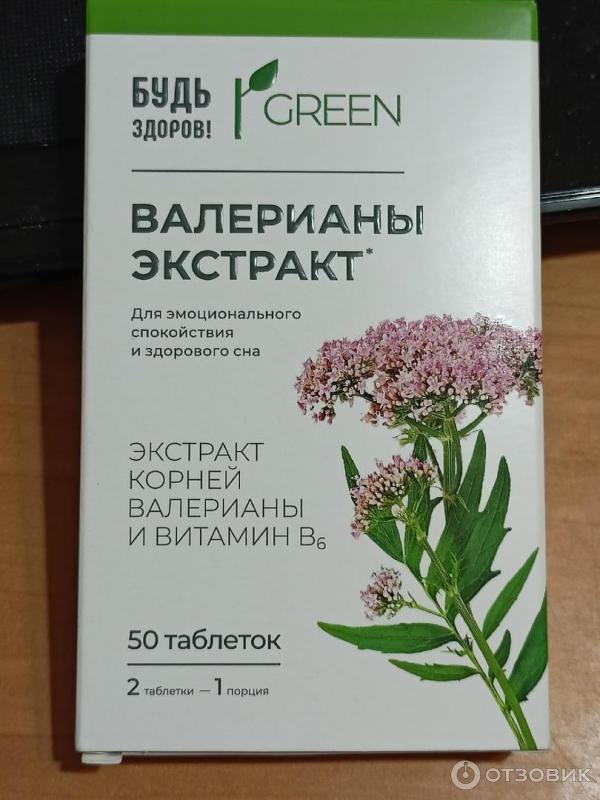 БУДЬ
ЗДОРОВ!
GREEN
ВАЛЕРИАНЫ
ЭКСТРАКТ*
Для эмоционального
спокойствия
и здорового сна
ЭКСТРАКТ
КОРНЕЙ
ВАЛЕРИАНЫ
И ВИТАМИН B₆
50 таблеток
2 таблетки — 1 порция
ОТЗОВИК